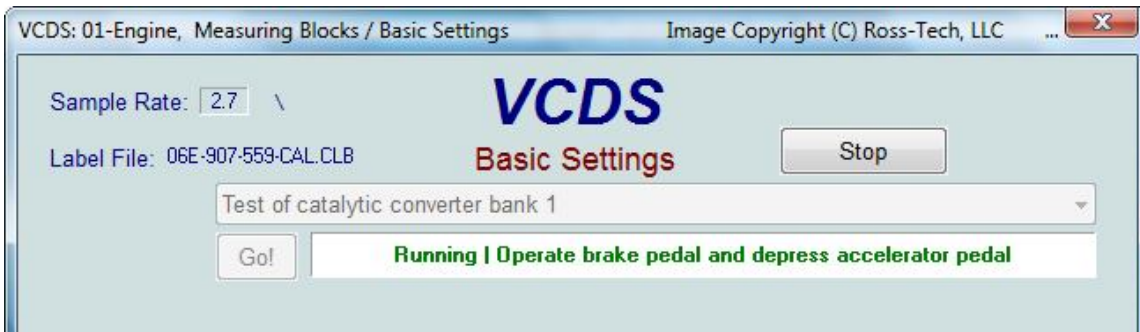 VCDS: 01-Engine, Measuring Blocks / Basic Settings Image Copyright (C) Ross-Tech, LLC ...
Sample Rate: 2.7 \
VCDS
Label File: 06E-907-559-CAL.CLB
Basic Settings
Stop
Test of catalytic converter bank 1
Go!
Running | Operate brake pedal and depress accelerator pedal